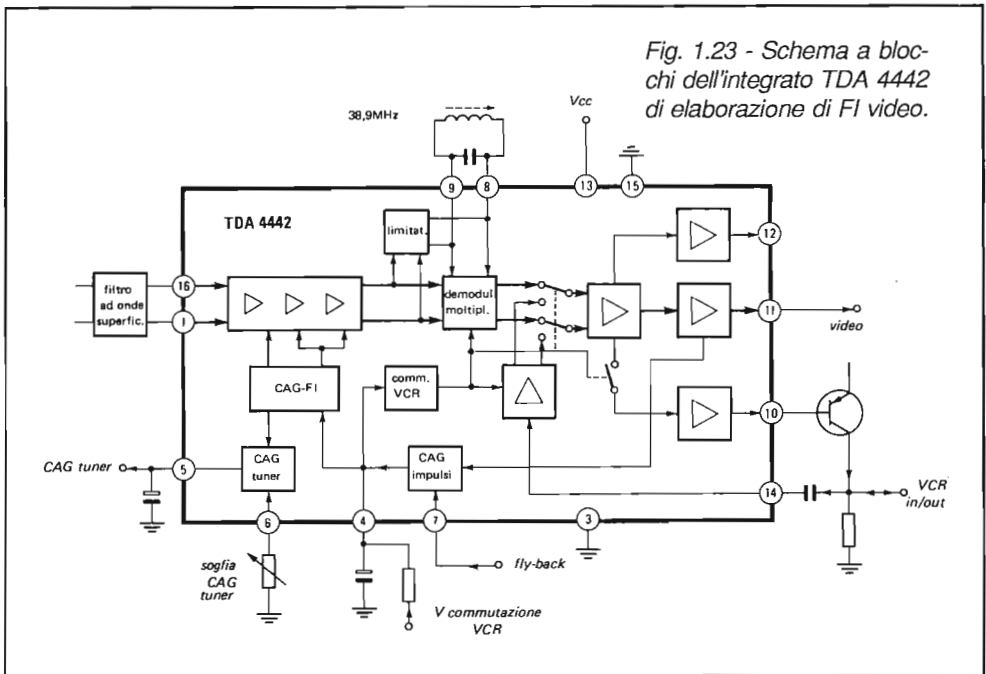 Fig. 1.23 - Schema a bloc-
chi dell'integrato TDA 4442
di elaborazione di FI video.
38,9MHz
Vcc
9
8
13
15
TDA 4442
limitat.
12
filtro
ad onde
superfic.
16
1
demodul.
moltipl.
11
video
CAG-FI
comm.
VCR
10
CAG tuner
5
CAG
tuner
CAG
impulsi
14
VCR
in/out
6
4
7
3
soglia
CAG
tuner
fly-back
V commutazione
VCR